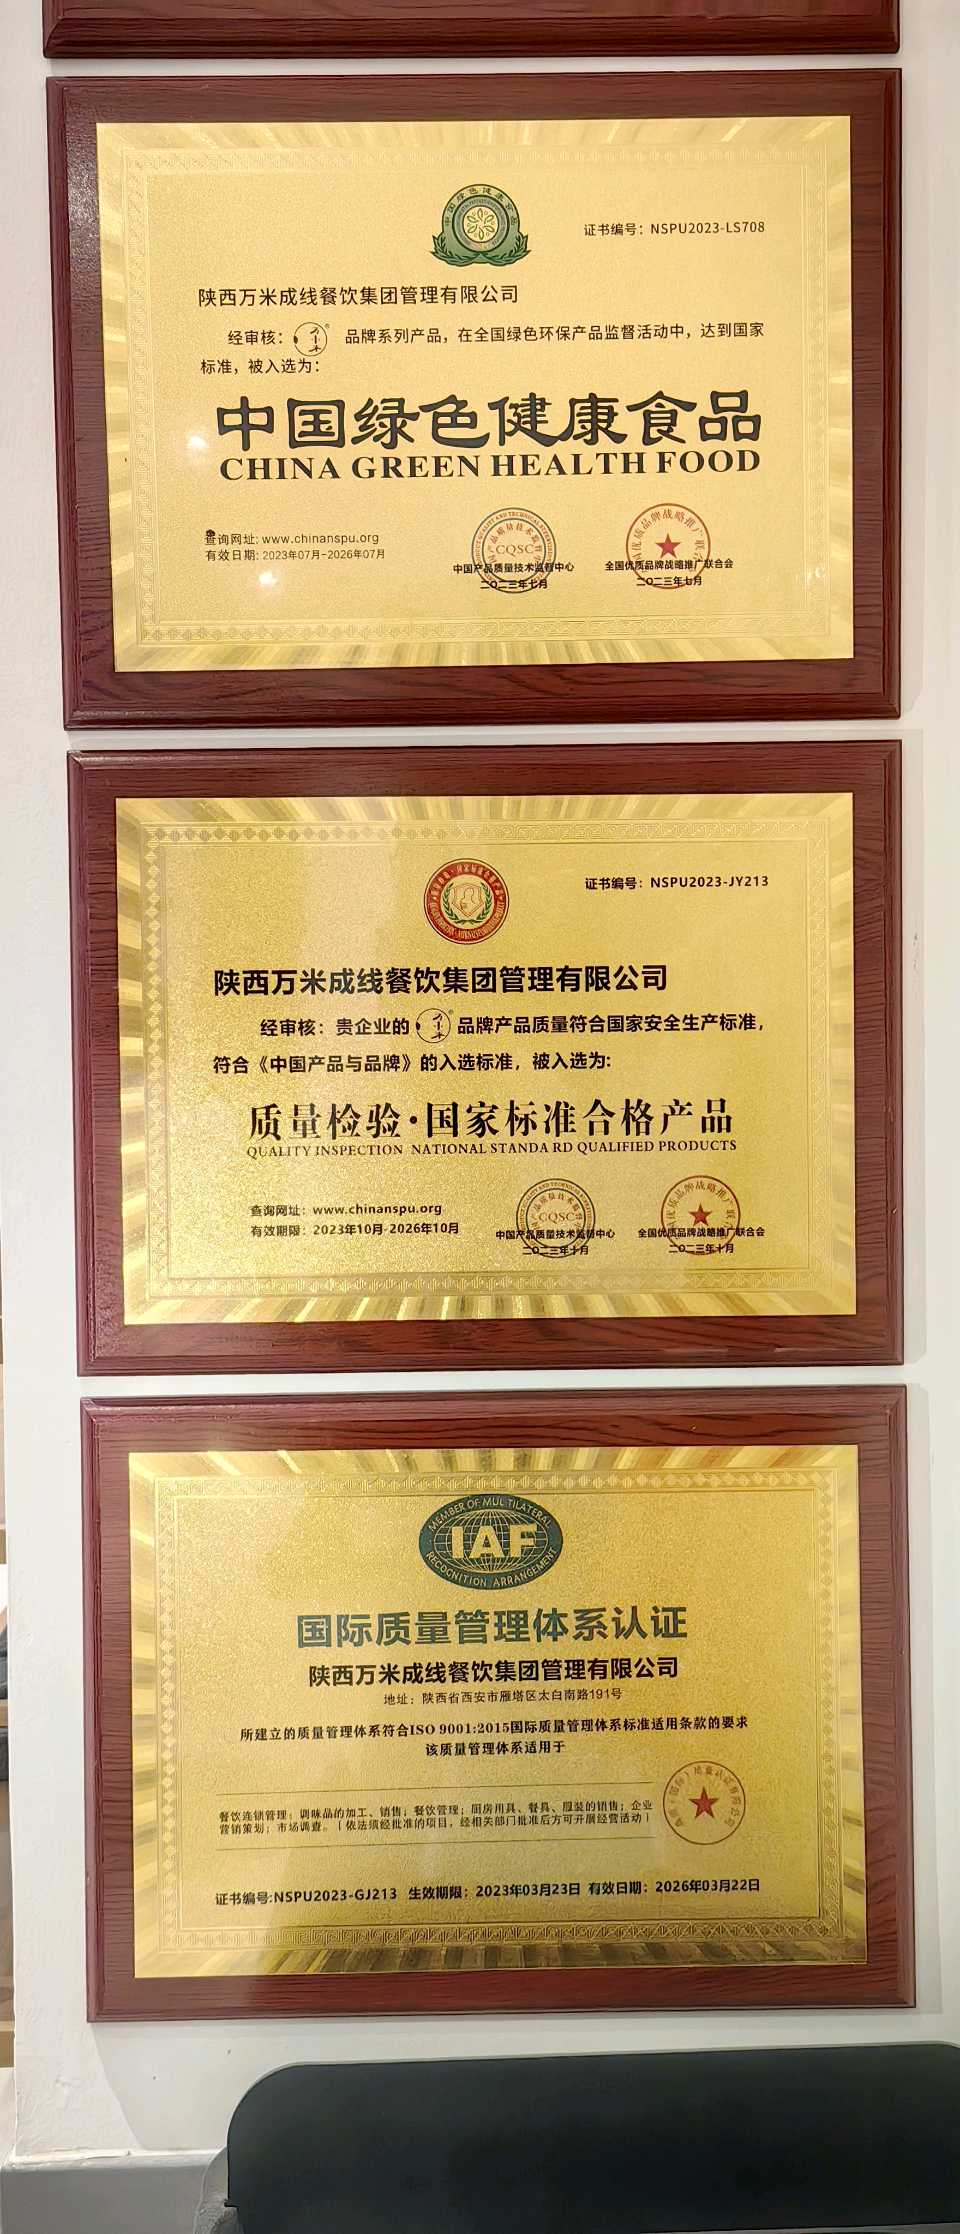 中国绿色健康食品
证书编号：NSPU2023-LS708
陕西万米成线餐饮集团管理有限公司
经审核： 品牌系列产品，在全国绿色环保产品监督活动中，达到国家
标准，被入选为：
中国绿色健康食品
CHINA GREEN HEALTH FOOD
查询网址: www.chinanspu.org
有效日期: 2023年07月-2026年07月
CQSC
中国产品质量技术监督中心
二〇二三年七月
全国优质品牌战略推广联合会
二〇二三年七月
证书编号：NSPU2023-JY213
陕西万米成线餐饮集团管理有限公司
经审核：贵企业的 品牌产品质量符合国家安全生产标准，
符合《中国产品与品牌》的入选标准，被入选为:
质量检验·国家标准合格产品
QUALITY INSPECTION NATIONAL STANDA RD QUALIFIED PRODUCTS
查询网址：www.chinanspu.org
有效期限：2023年10月-2026年10月
CQSC
中国产品质量技术监督中心
二〇二三年十月
全国优质品牌战略推广联合会
二〇二三年十月
MEMBER OF MULTILATERAL
IAF
RECOGNITION ARRANGEMENT
国际质量管理体系认证
陕西万米成线餐饮集团管理有限公司
地址：陕西省西安市雁塔区太白南路191号
所建立的质量管理体系符合ISO 9001:2015国际质量管理体系标准适用条款的要求
该质量管理体系适用于
餐饮连锁管理；调味品的加工、销售；餐饮管理；厨房用具、餐具、服装的销售；企业
营销策划；市场调查。（依法须经批准的项目，经相关部门批准后方可开展经营活动）
证书编号:NSPU2023-GJ213 生效期限：2023年03月23日 有效日期：2026年03月22日